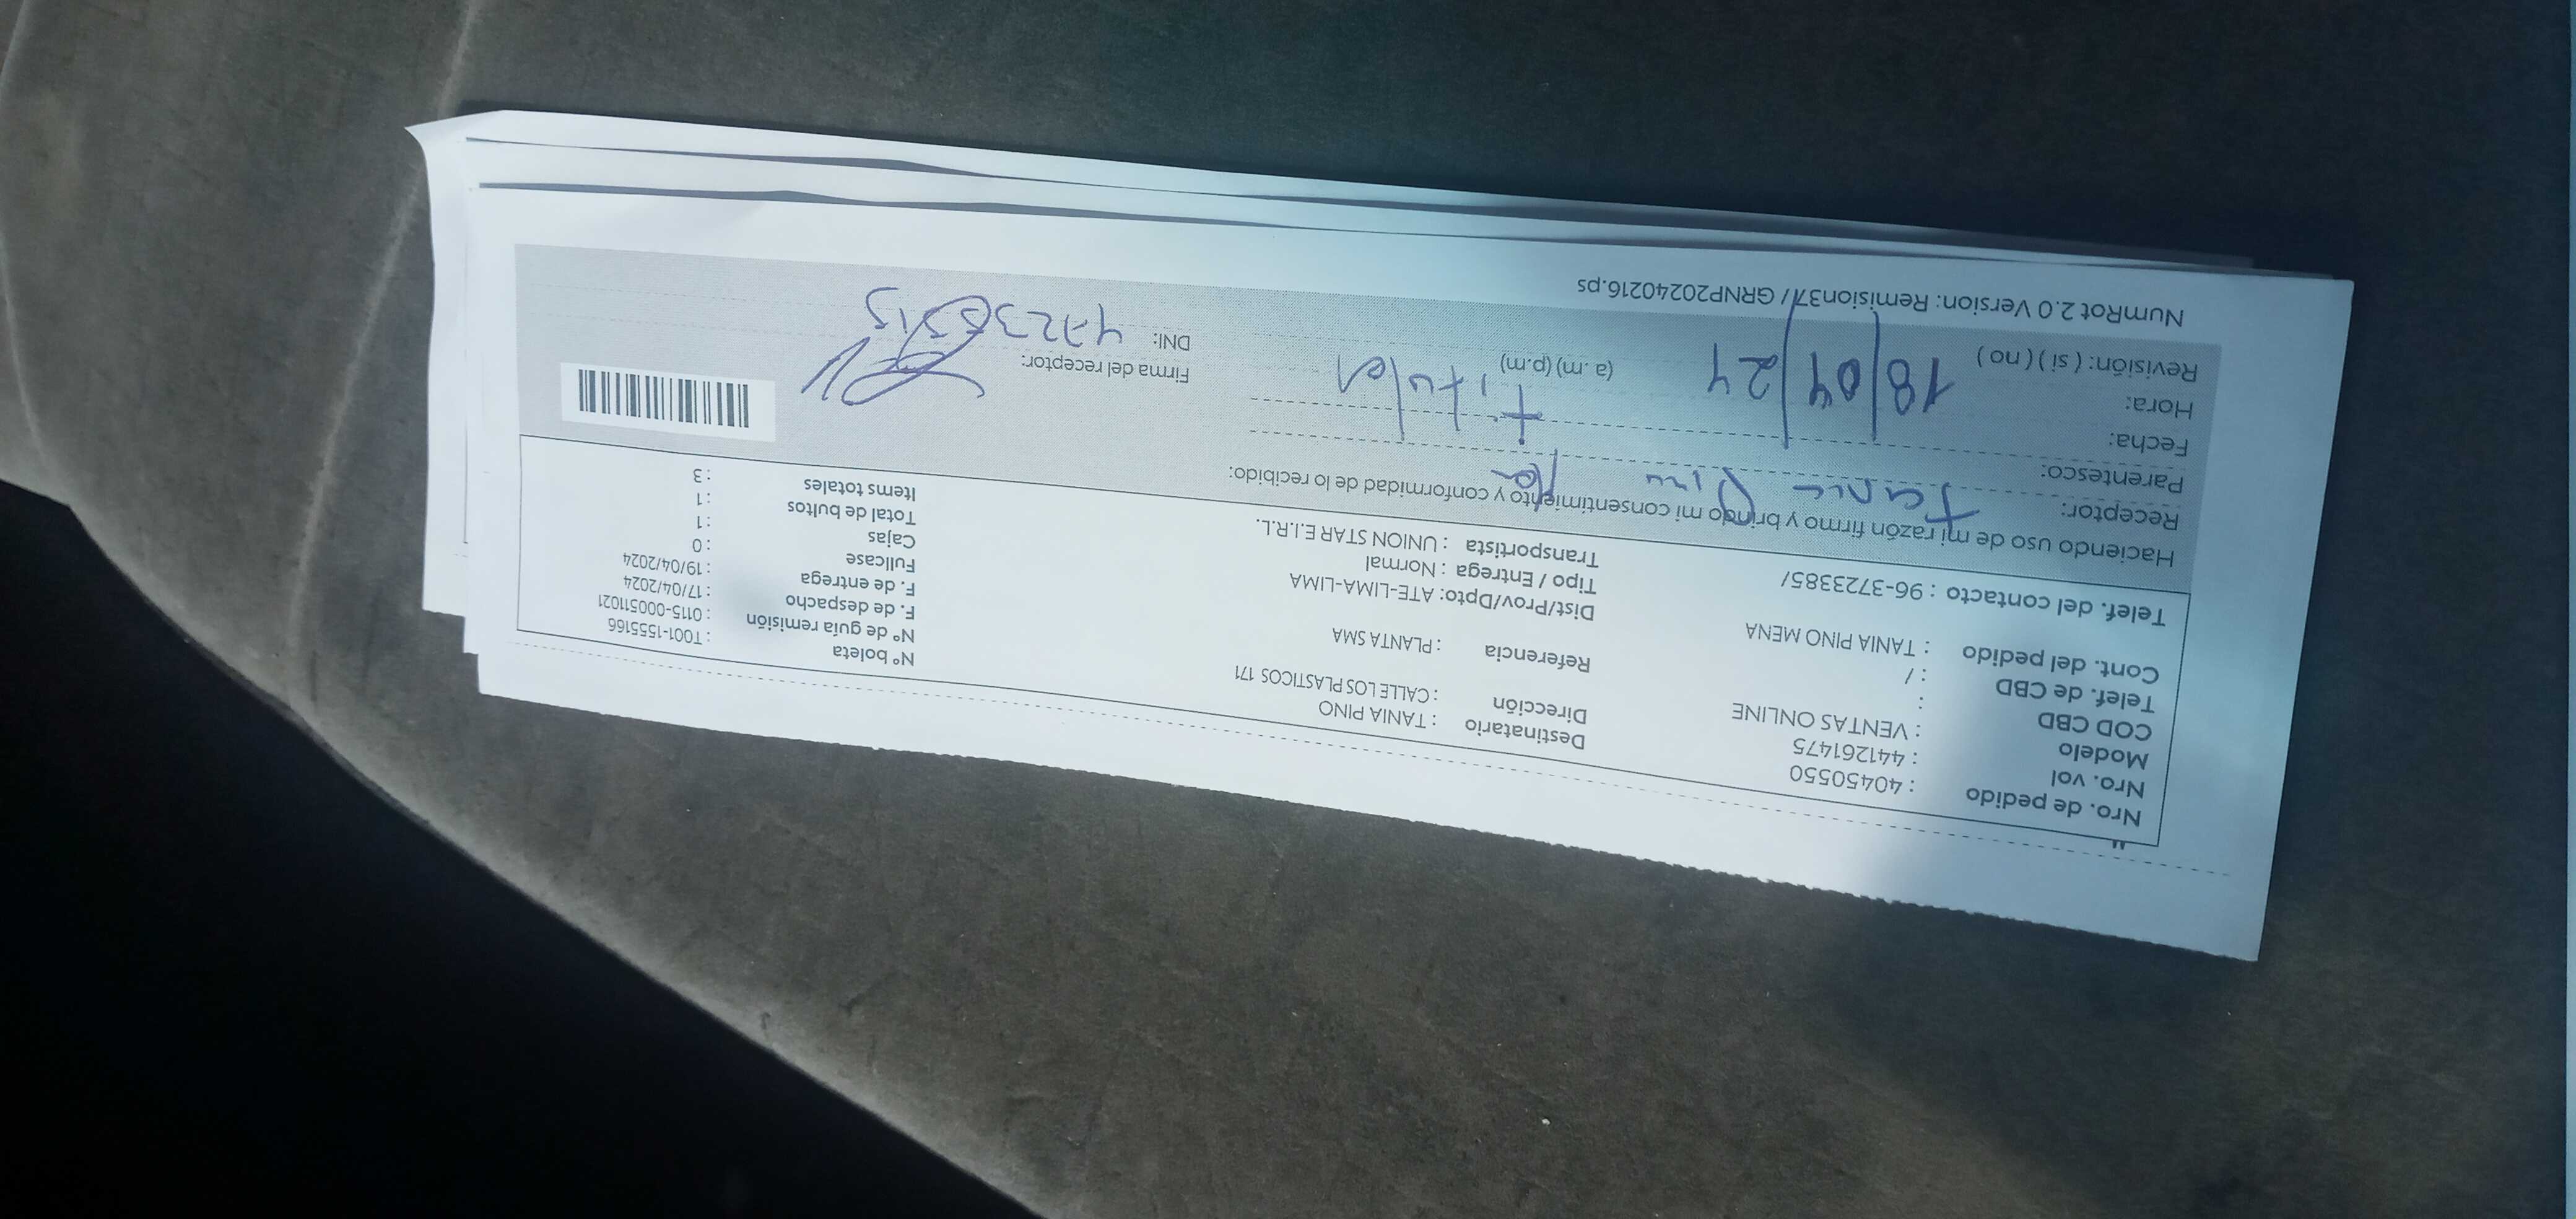 Nro. de pedido : 40450550
Nro. vol : 441261475
Modelo : VENTAS ONLINE
COD CBD :
Telef. de CBD : /
Cont. del pedido : TANIA PINO MENA
Telef. del contacto : 96-3723385/
Destinatario : TANIA PINO
Dirección : CALLE LOS PLASTICOS 171
Referencia : PLANTA SMA
Dist/Prov/Dpto: ATE-LIMA-LIMA
Tipo / Entrega : Normal
Transportista : UNION STAR E.I.R.L.
N° boleta : T001-1555166
N° de guía remisión : 0115-000511021
F. de despacho : 17/04/2024
F. de entrega : 19/04/2024
Fullcase : 0
Cajas : 1
Total de bultos : 1
Items totales : 3
Haciendo uso de mi razón firmo y brindo mi consentimiento y conformidad de lo recibido:
Receptor: Tania Pino
Parentesco: titular
Fecha: 18/04/24
Hora: (a .m) (p.m)
Revisión: ( si ) ( no )
Firma del receptor:
DNI:
NumRot 2.0 Version: Remision37 / GRNP20240216.ps